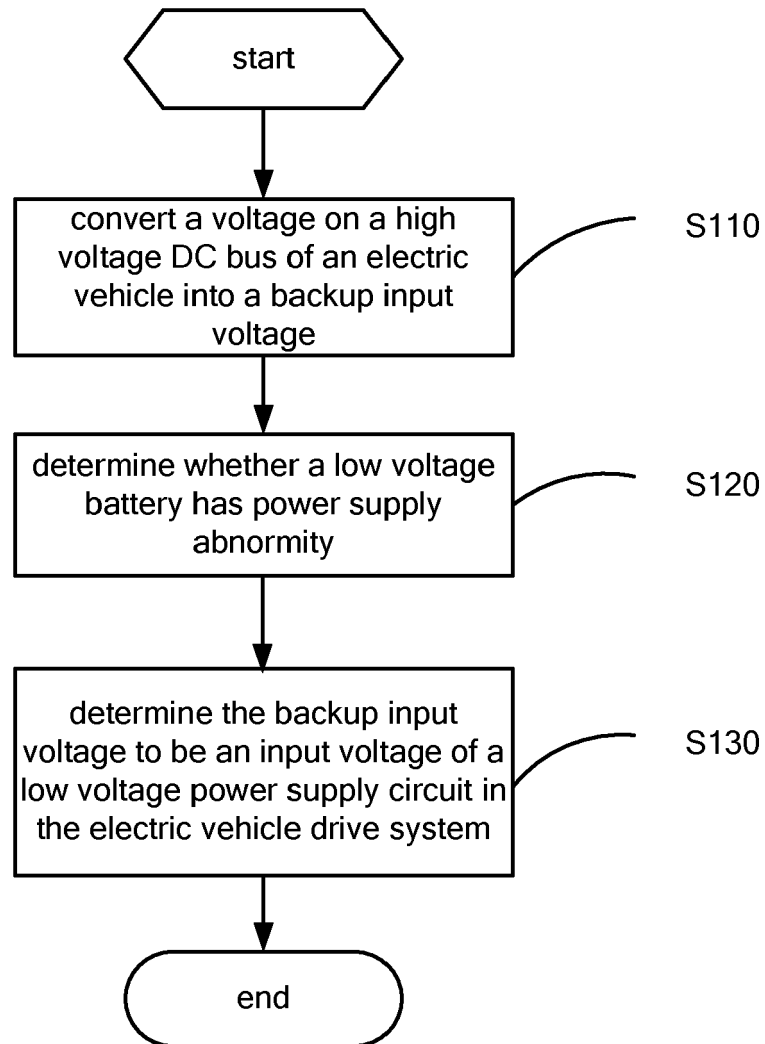 start
convert a voltage on a high
voltage DC bus of an electric
vehicle into a backup input
voltage
S110
determine whether a low voltage
battery has power supply
abnormity
S120
determine the backup input
voltage to be an input voltage of a
low voltage power supply circuit in
the electric vehicle drive system
S130
end